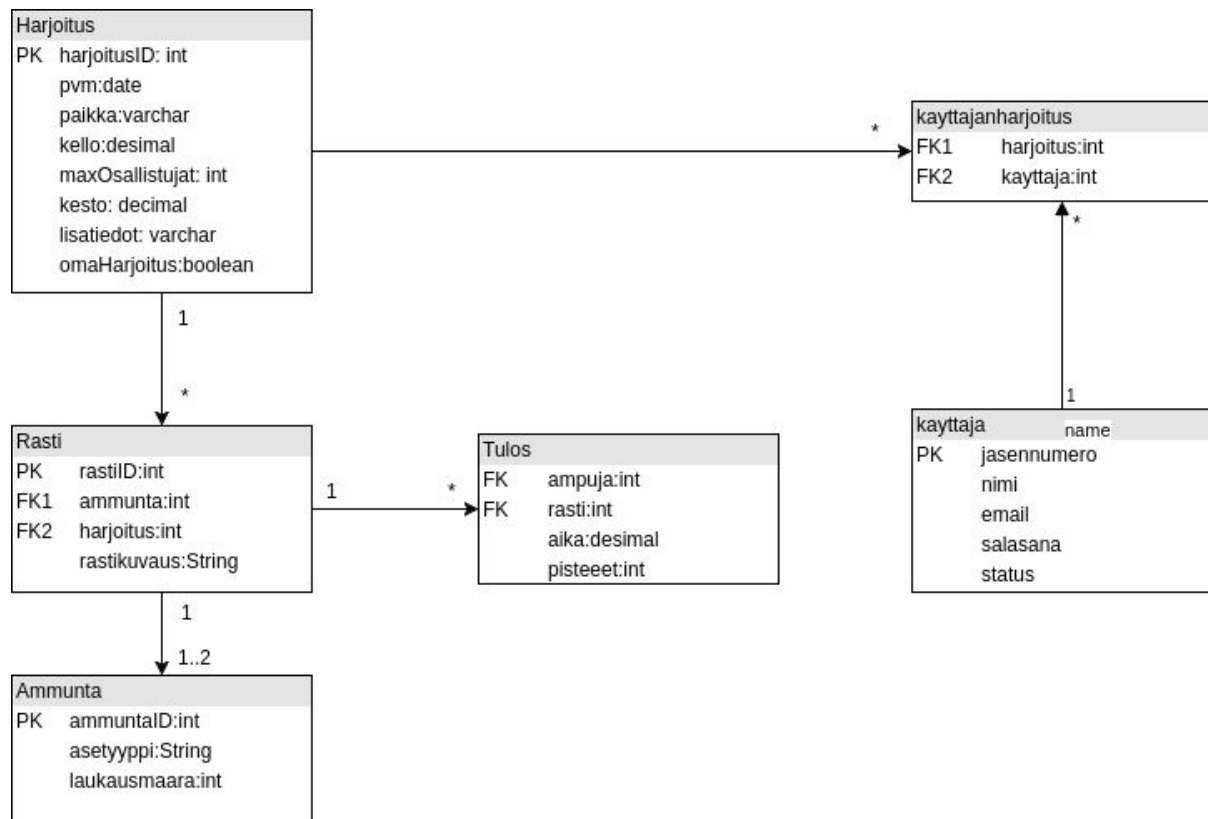 Harjoitus
PK harjoitusID: int
pvm:date
paikka:varchar
kello:desimal
maxOsallistujat: int
kesto: decimal
lisatiedot: varchar
omaHarjoitus:boolean
*
kayttajanharjoitus
FK1 harjoitus:int
FK2 kayttaja:int
*
1
*
1
kayttaja name
PK jasennumero
nimi
email
salasana
status
Rasti
PK rastiID:int
FK1 ammunta:int
FK2 harjoitus:int
rastikuvaus:String
1 *
Tulos
FK ampuja:int
FK rasti:int
aika:desimal
pisteeet:int
1
1..2
Ammunta
PK ammuntaID:int
asetyyppi:String
laukausmaara:int